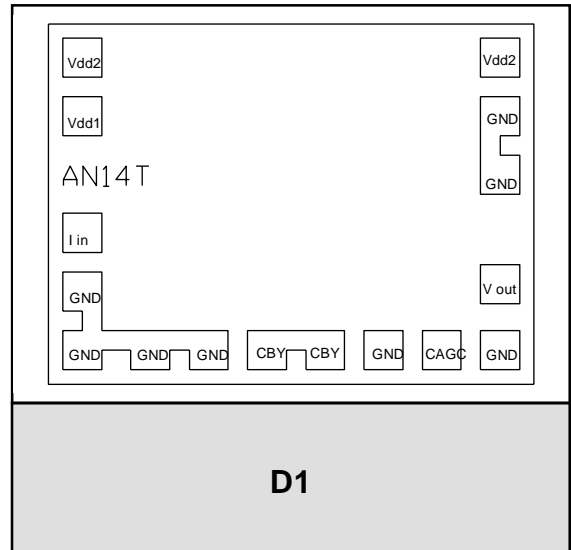 Vdd2 Vdd2
Vdd1 GND
AN14T
GND
I in
V out
GND
GND GND GND CBY CBY GND CAGC GND
D1